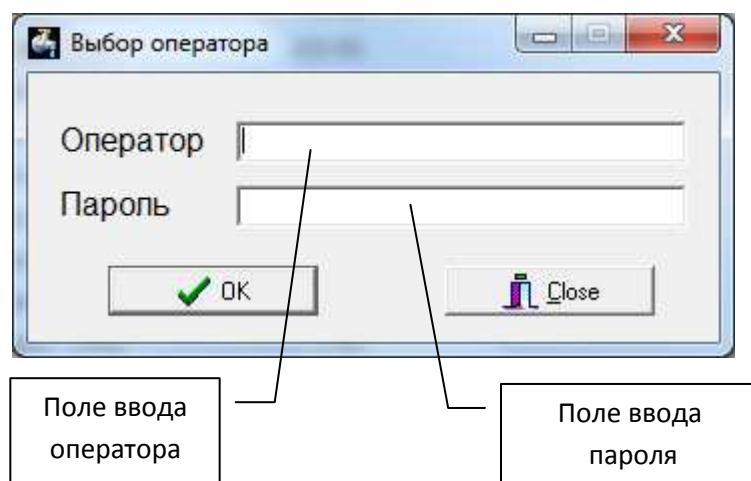 Выбор оператора
Оператор
Пароль
OK
Close
Поле ввода
оператора
Поле ввода
пароля